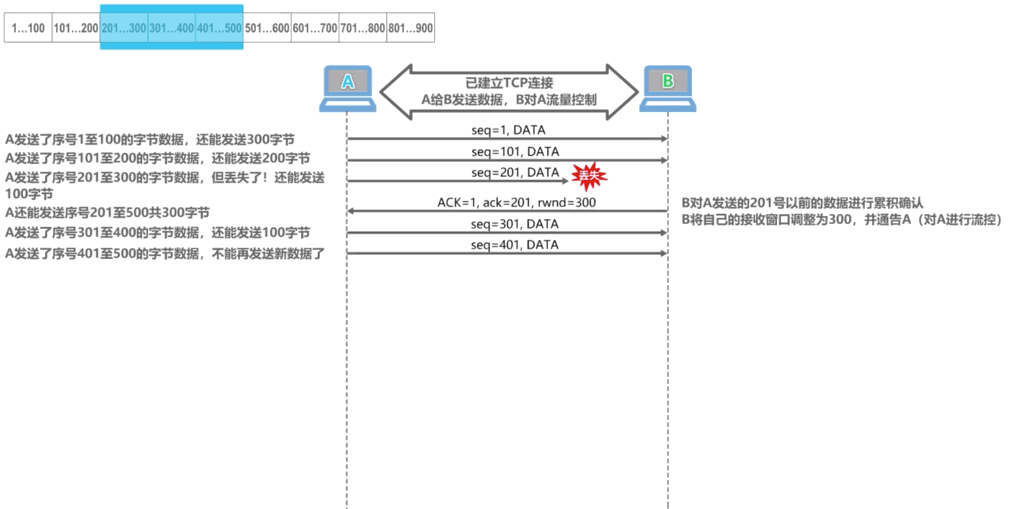 1...100 101...200 201...300 301...400 401...500 501...600 601...700 701...800 801...900
A
B
已建立TCP连接
A给B发送数据，B对A流量控制
A发送了序号1至100的字节数据，还能发送300字节
seq=1, DATA
A发送了序号101至200的字节数据，还能发送200字节
seq=101, DATA
A发送了序号201至300的字节数据，但丢失了！还能发送
100字节
seq=201, DATA
丢失
A还能发送序号201至500共300字节
ACK=1, ack=201, rwnd=300
B对A发送的201号以前的数据进行累积确认
B将自己的接收窗口调整为300，并通告A（对A进行流控）
A发送了序号301至400的字节数据，还能发送100字节
seq=301, DATA
A发送了序号401至500的字节数据，不能再发送新数据了
seq=401, DATA